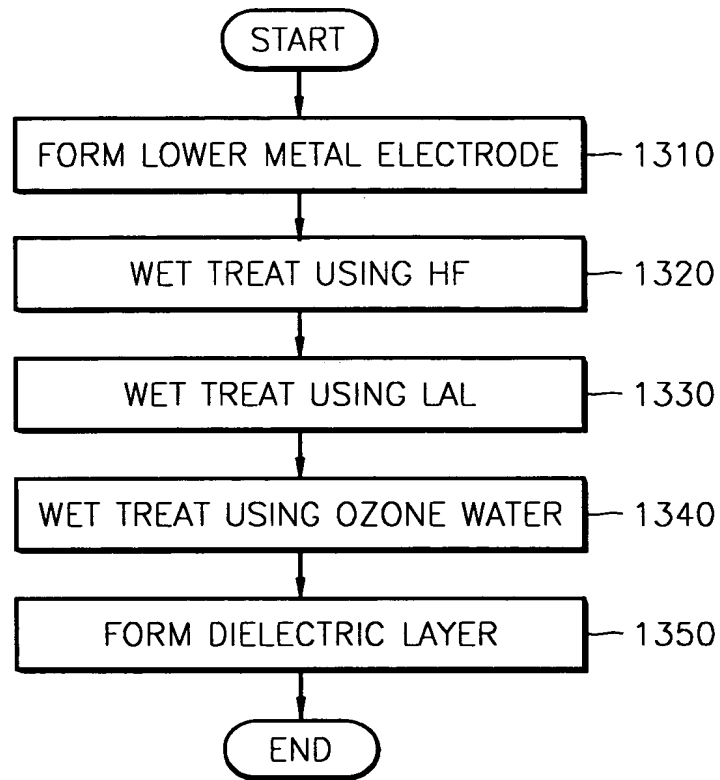 START
FORM LOWER METAL ELECTRODE 1310
WET TREAT USING HF 1320
WET TREAT USING LAL 1330
WET TREAT USING OZONE WATER 1340
FORM DIELECTRIC LAYER 1350
END